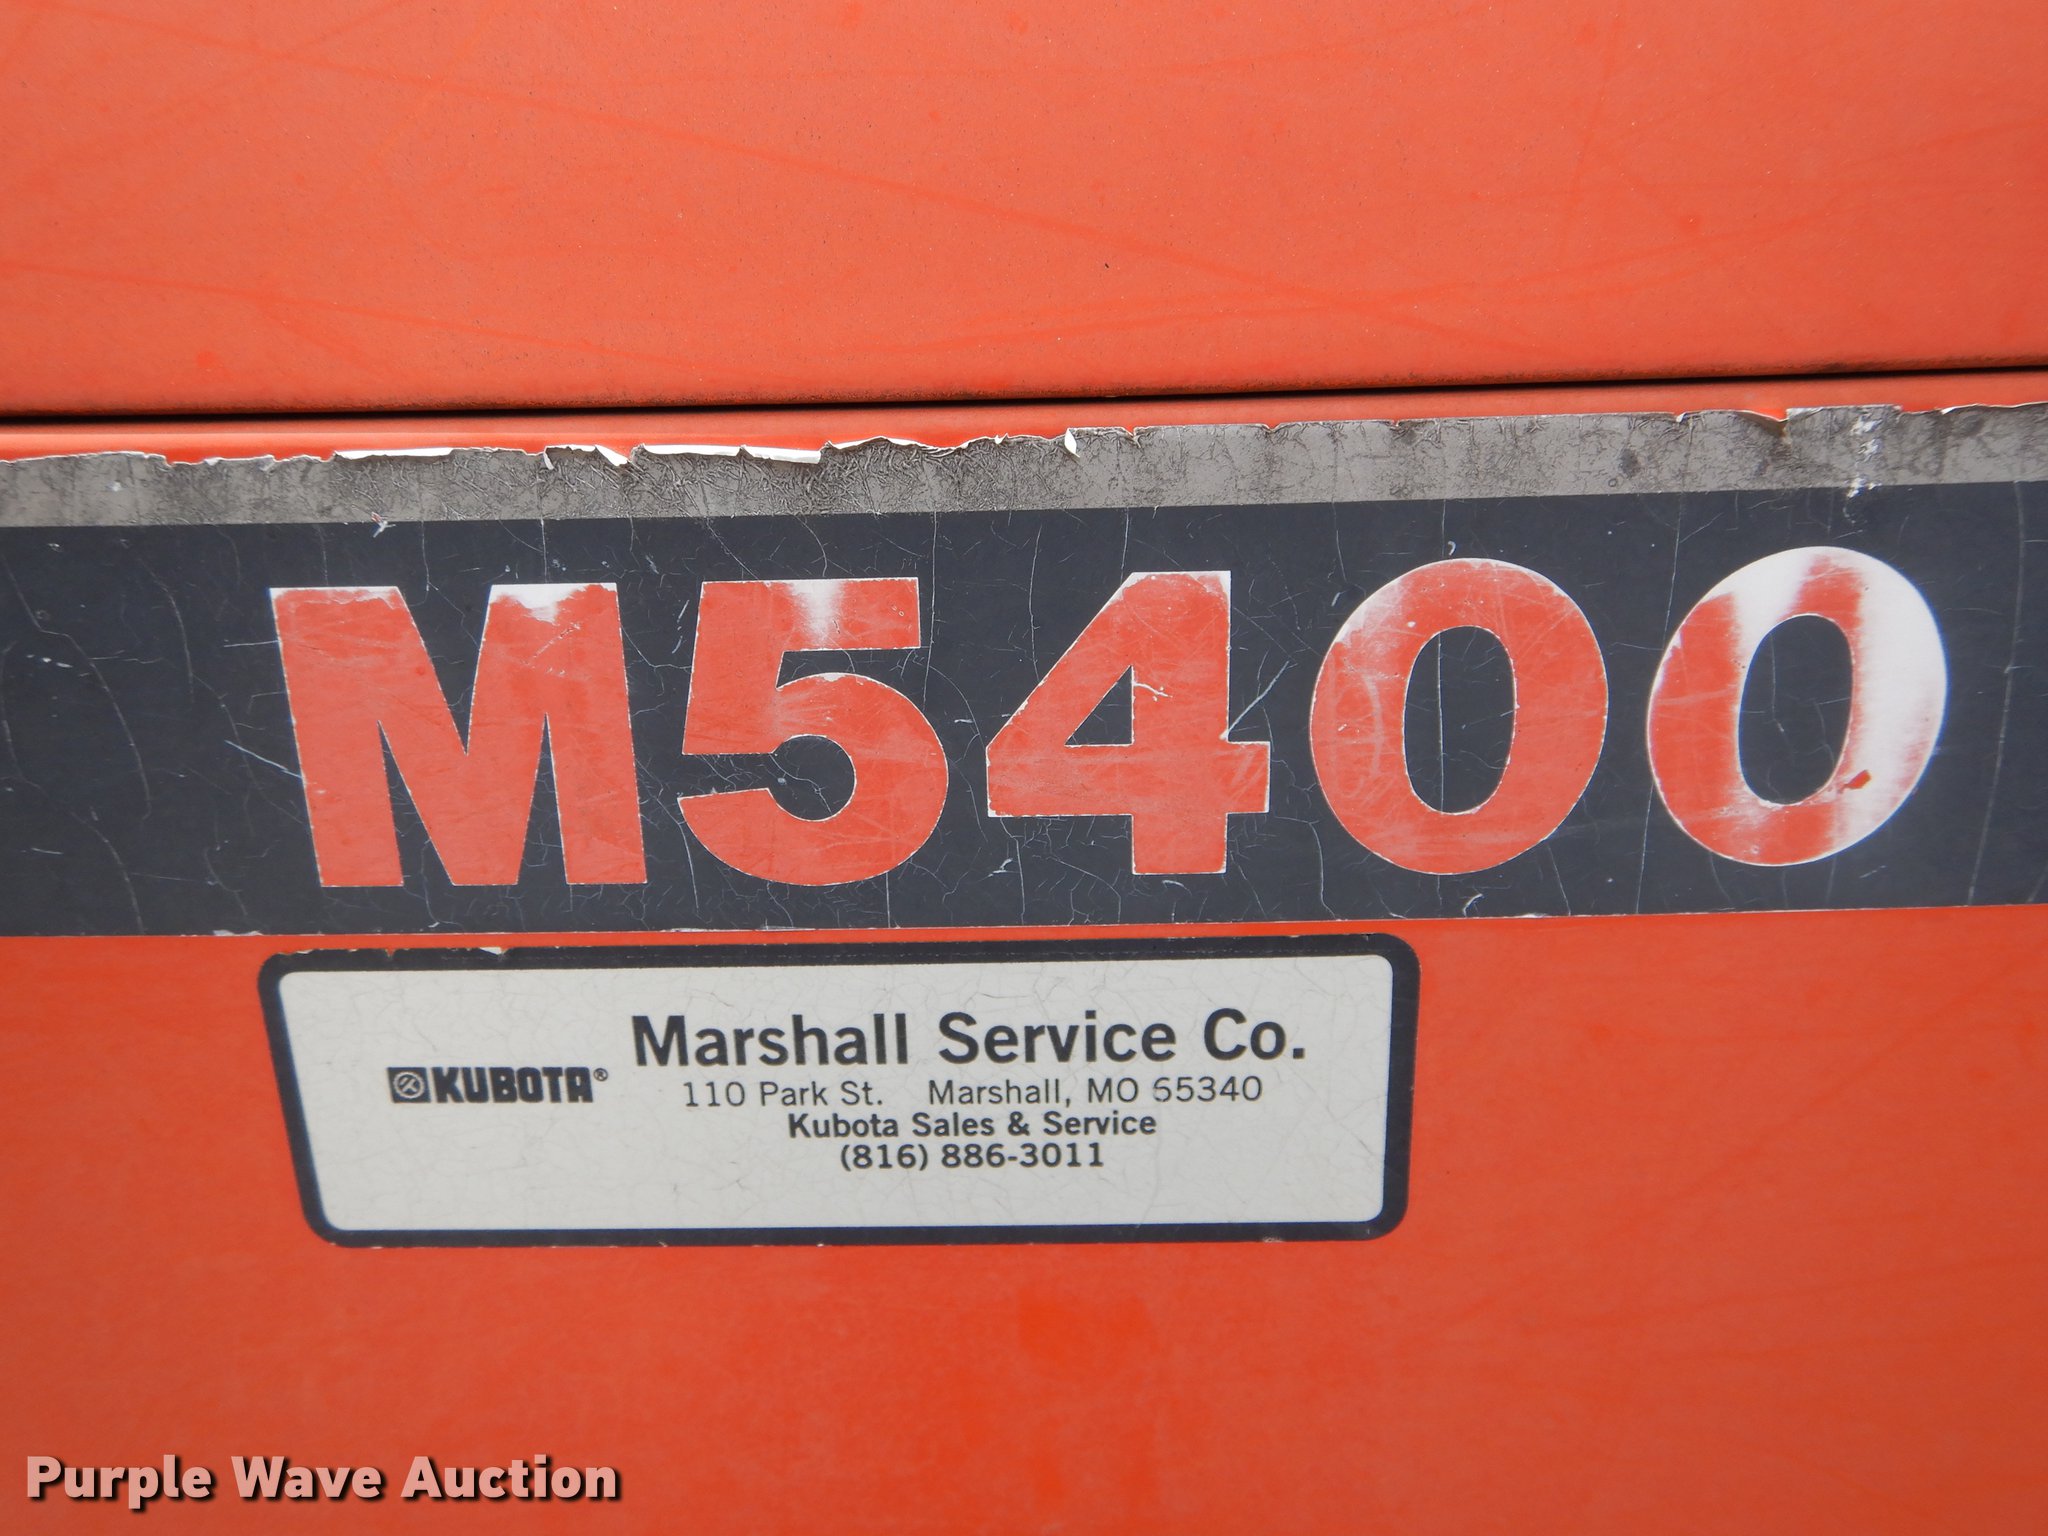 M5400
KUBOTA® Marshall Service Co.
110 Park St. Marshall, MO 65340
Kubota Sales & Service
(816) 886-3011
Purple Wave Auction